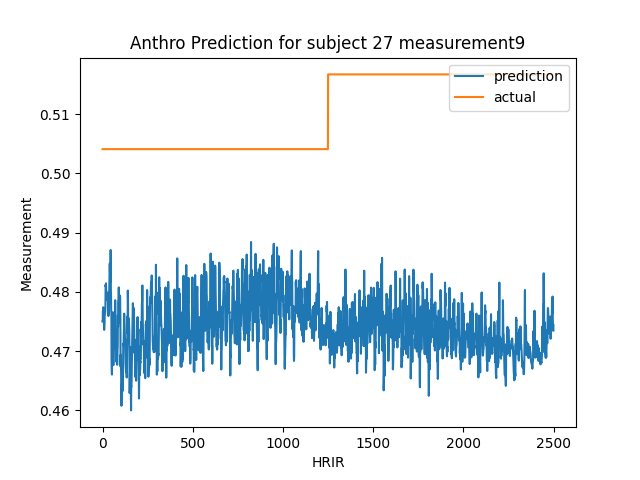 Anthro Prediction for subject 27 measurement9
prediction
actual
0.51
0.50
0.49
0.48
0.47
0.46
Measurement
0
500
1000
1500
2000
2500
HRIR